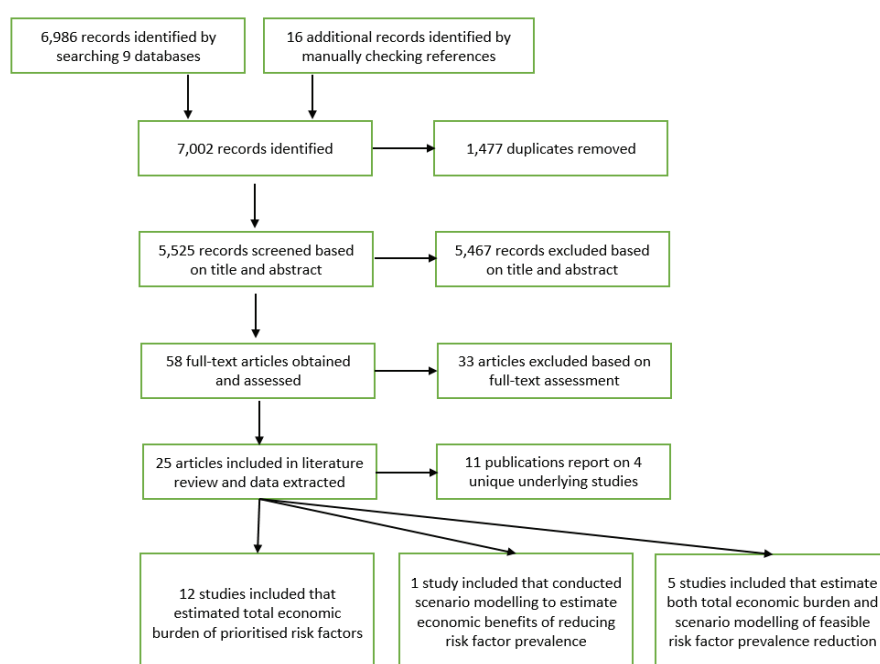 6,986 records identified by
searching 9 databases
16 additional records identified by
manually checking references
7,002 records identified
1,477 duplicates removed
5,525 records screened based
on title and abstract
5,467 records excluded based
on title and abstract
58 full-text articles obtained
and assessed
33 articles excluded based on
full-text assessment
25 articles included in literature
review and data extracted
11 publications report on 4
unique underlying studies
12 studies included that
estimated total economic
burden of prioritised risk factors
1 study included that conducted
scenario modelling to estimate
economic benefits of reducing
risk factor prevalence
5 studies included that estimate
both total economic burden and
scenario modelling of feasible
risk factor prevalence reduction